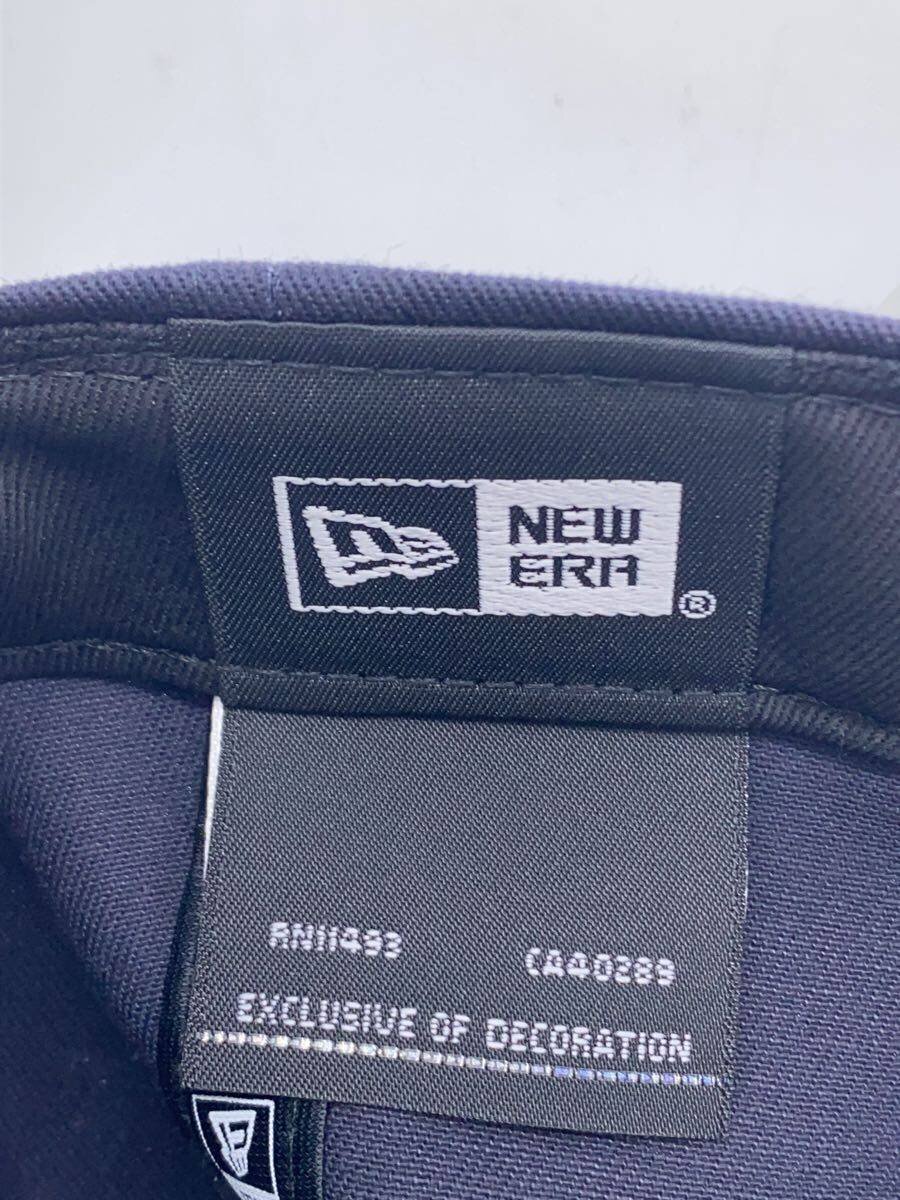 NEW
ERA
®
RN11493 CA40289
EXCLUSIVE OF DECORATION